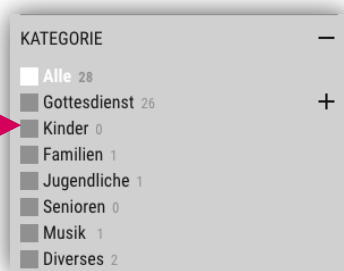 KATEGORIE
Alle 28
Gottesdienst 26
Kinder 0
Familien 1
Jugendliche 1
Senioren 0
Musik 1
Diverses 2